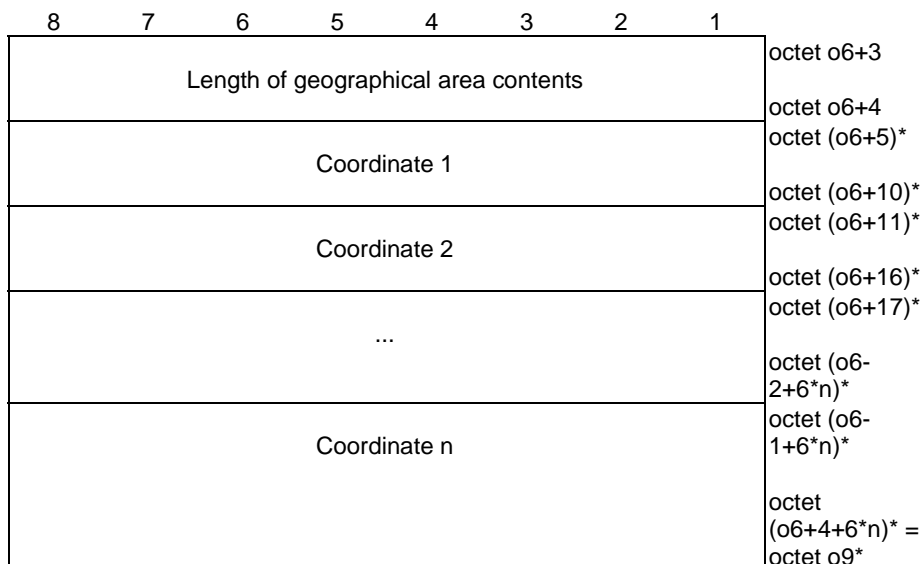 8 7 6 5 4 3 2 1
octet o6+3
Length of geographical area contents
octet o6+4
octet (o6+5)*
Coordinate 1
octet (o6+10)*
octet (o6+11)*
Coordinate 2
octet (o6+16)*
octet (o6+17)*
...
octet (o6-
2+6*n)*
octet (o6-
Coordinate n
1+6*n)*
octet
(o6+4+6*n)* =
octet o9*